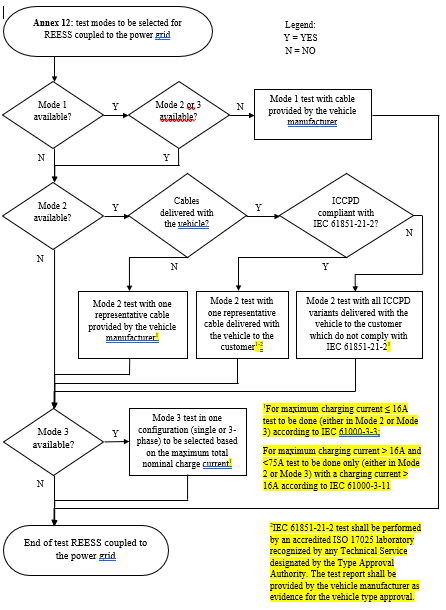 Annex 12: test modes to be selected for
REESS coupled to the power grid
Legend:
Y = YES
N = NO
Mode 1
available?
Y
Mode 2 or 3
available?
N
Mode 1 test with cable
provided by the vehicle
manufacturer
N
Y
Mode 2
available?
Y
Cables
delivered with
the vehicle?
Y
ICCPD
compliant with
IEC 61851-21-2?
N
N
N
Y
Mode 2 test with one
representative cable
provided by the vehicle
manufacturer¹
Mode 2 test with
one representative
cable delivered with
the vehicle to the
customer¹,²
Mode 2 test with all ICCPD
variants delivered with the
vehicle to the customer
which do not comply with
IEC 61851-21-2¹
Mode 3
available?
Y
Mode 3 test in one
configuration (single or 3-
phase) to be selected based
on the maximum total
nominal charge current¹
N
¹For maximum charging current ≤ 16A
test to be done (either in Mode 2 or Mode
3) according to IEC 61000-3-3;
For maximum charging current > 16A and
<75A test to be done only (either in Mode
2 or Mode 3) with a charging current >
16A according to IEC 61000-3-11
End of test REESS coupled to
the power grid
²IEC 61851-21-2 test shall be performed
by an accredited ISO 17025 laboratory
recognized by any Technical Service
designated by the Type Approval
Authority. The test report shall be
provided by the vehicle manufacturer as
evidence for the vehicle type approval.